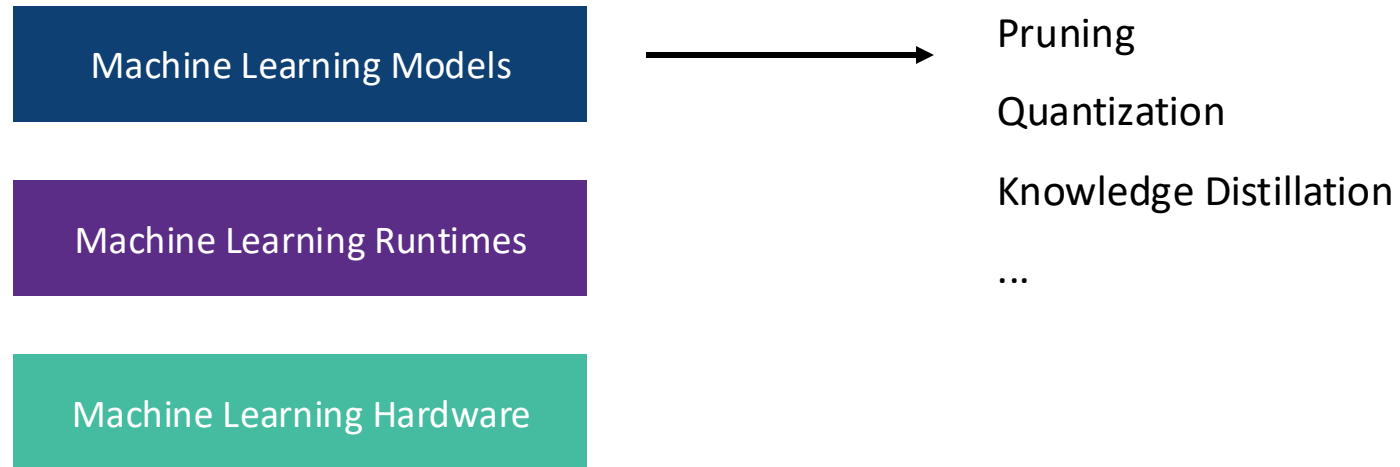 Machine Learning Models
Machine Learning Runtimes
Machine Learning Hardware
Pruning
Quantization
Knowledge Distillation
...